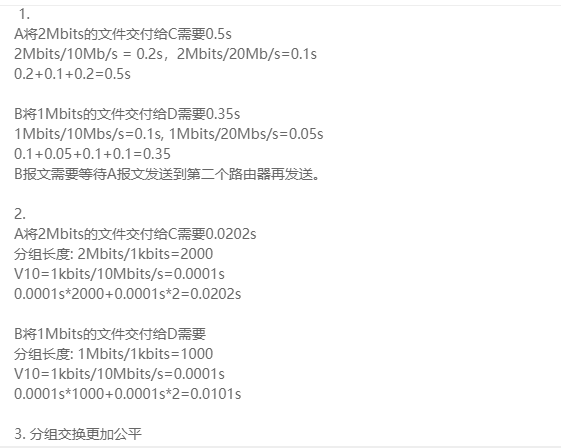 1.
A将2Mbits的文件交付给C需要0.5s
2Mbits/10Mb/s = 0.2s，2Mbits/20Mb/s=0.1s
0.2+0.1+0.2=0.5s
B将1Mbits的文件交付给D需要0.35s
1Mbits/10Mbs/s=0.1s, 1Mbits/20Mbs/s=0.05s
0.1+0.05+0.1+0.1=0.35
B报文需要等待A报文发送到第二个路由器再发送。
2.
A将2Mbits的文件交付给C需要0.0202s
分组长度: 2Mbits/1kbits=2000
V10=1kbits/10Mbits/s=0.0001s
0.0001s*2000+0.0001s*2=0.0202s
B将1Mbits的文件交付给D需要
分组长度: 1Mbits/1kbits=1000
V10=1kbits/10Mbits/s=0.0001s
0.0001s*1000+0.0001s*2=0.0101s
3. 分组交换更加公平